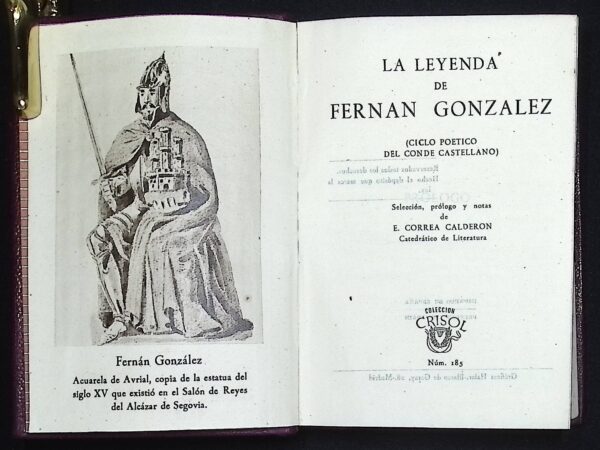 Fernán González
Acuarela de Avrial, copia de la estatua del
siglo XV que existió en el Salón de Reyes
del Alcázar de Segovia.
LA LEYENDA
DE
FERNAN GONZALEZ
(CICLO POETICO
DEL CONDE CASTELLANO)
Selección, prólogo y notas
de
E. CORREA CALDERON
Catedrático de Literatura
COLECCION
CRISOL
Núm. 185